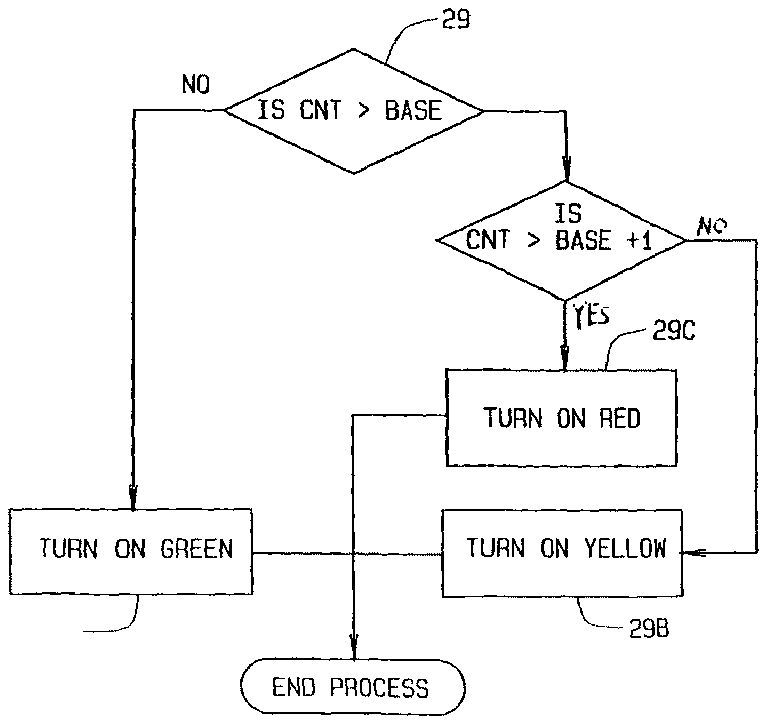 29
NO
IS CNT > BASE
IS
CNT > BASE +1
NO
YES
29C
TURN ON RED
TURN ON GREEN
TURN ON YELLOW
29B
END PROCESS